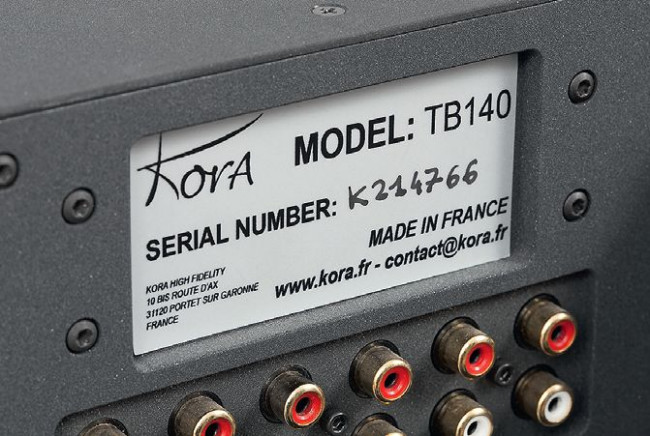 Kora
MODEL: TB140
SERIAL NUMBER: K214766
MADE IN FRANCE
www.kora.fr - contact@kora.fr
KORA HIGH FIDELITY
10 BIS ROUTE D'AX
31120 PORTET SUR GARONNE
FRANCE